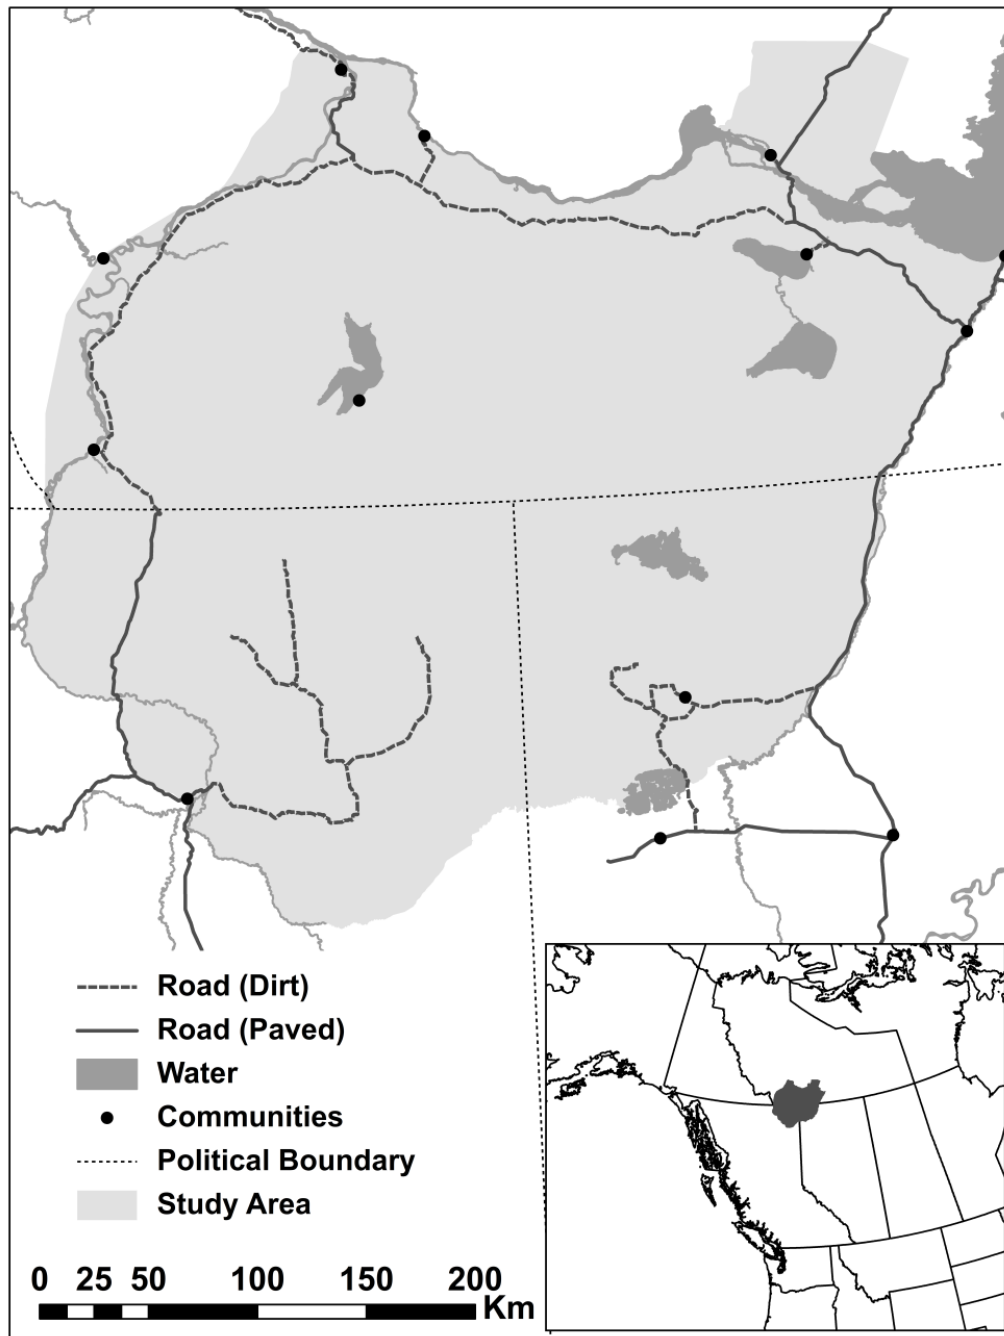 Road (Dirt)
Road (Paved)
Water
Communities
Political Boundary
Study Area
0 25 50 100 150 200
Km